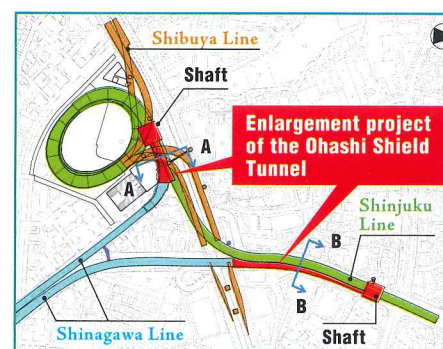 Shibuya Line
Shaft
A
A
Enlargement project
of the Ohashi Shield
Tunnel
Shinjuku
Line
B
B
Shinagawa Line
Shaft